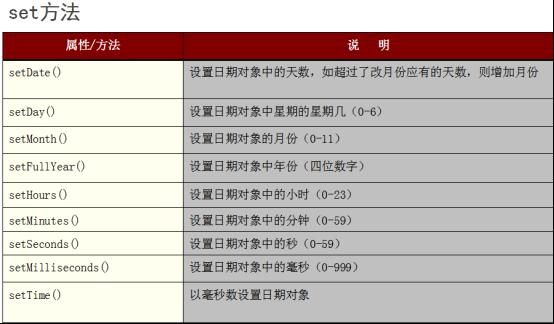 set方法
属性/方法 说 明
setDate() 设置日期对象中的天数，如超过了改月份应有的天数，则增加月份
setDay() 设置日期对象中星期的星期几(0-6)
setMonth() 设置日期对象的月份(0-11)
setFullYear() 设置日期对象中年份(四位数字)
setHours() 设置日期对象中的小时(0-23)
setMinutes() 设置日期对象中的分钟(0-59)
setSeconds() 设置日期对象中的秒(0-59)
setMilliseconds() 设置日期对象中的毫秒(0-999)
setTime() 以毫秒数设置日期对象